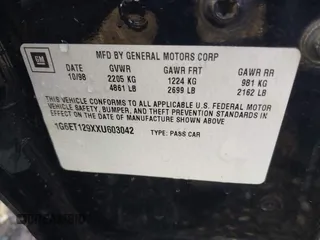 GM
MFD BY GENERAL MOTORS CORP
DATE GVWR GAWR FRT GAWR RR
10/98 2205 KG 1224 KG 981 KG
4861 LB 2699 LB 2162 LB
THIS VEHICLE CONFORMS TO ALL APPLICABLE U.S. FEDERAL MOTOR
VEHICLE SAFETY, BUMPER, AND THEFT PREVENTION STANDARDS IN
EFFECT ON THE DATE OF MANUFACTURE SHOWN ABOVE.
1G6ET129XXU603042 TYPE: PASS CAR